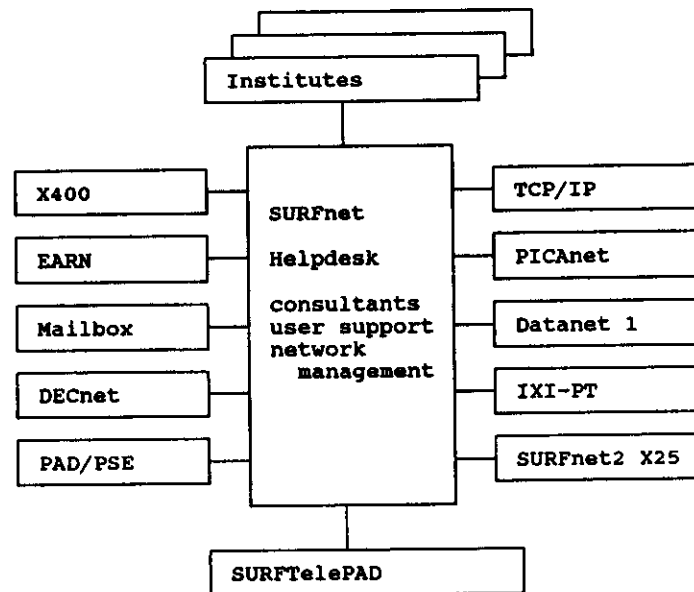 Institutes
X400
EARN
Mailbox
DECnet
PAD/PSE
SURFnet
Helpdesk
consultants
user support
network
management
TCP/IP
PICAnet
Datanet 1
IXI-PT
SURFnet2 X25
SURFTelePAD